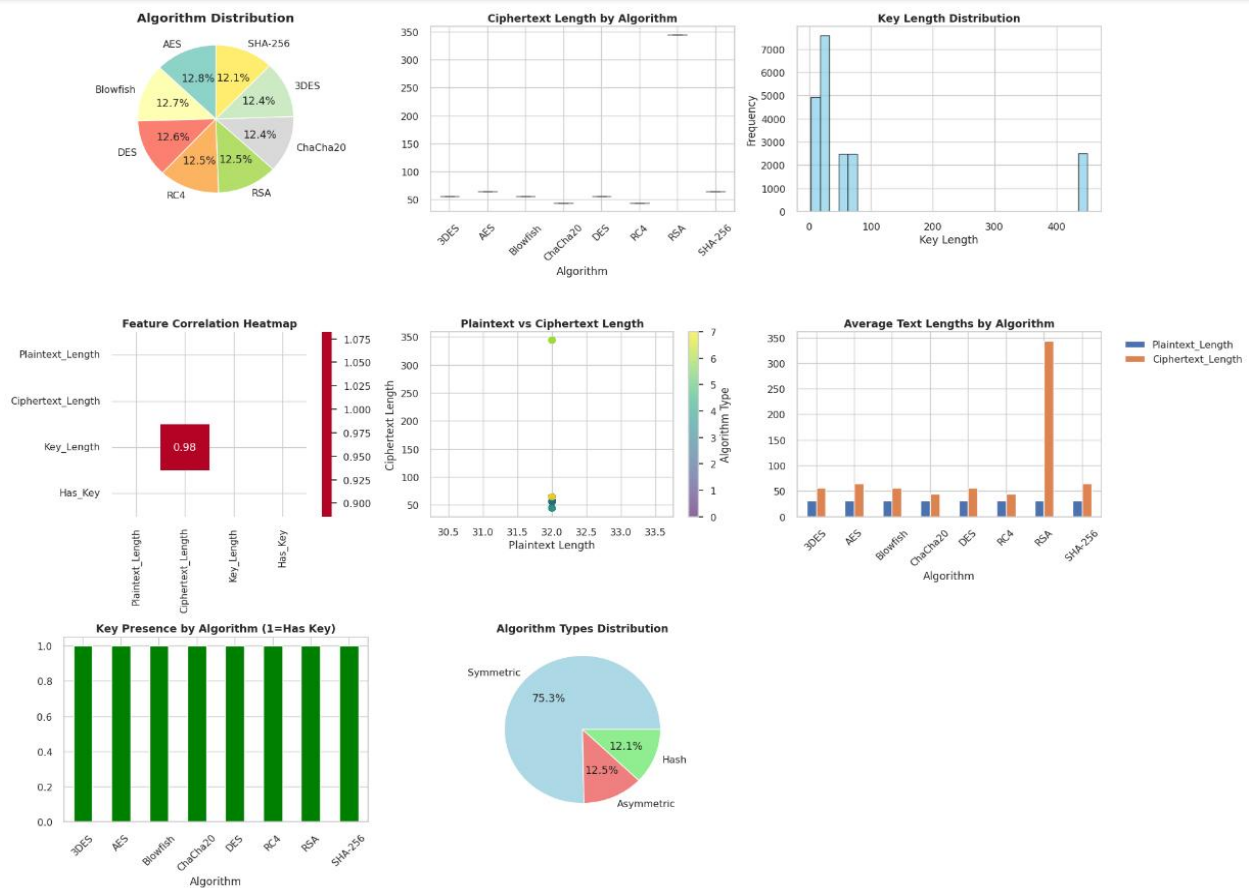 Algorithm Distribution
AES
SHA-256
Blowfish
3DES
DES
ChaCha20
RC4
RSA
12.8%
12.1%
12.7%
12.4%
12.6%
12.4%
12.5%
12.5%
Ciphertext Length by Algorithm
350
300
250
200
150
100
50
3DES
AES
Blowfish
ChaCha20
DES
RC4
RSA
SHA-256
Algorithm
Key Length Distribution
Frequency
7000
6000
5000
4000
3000
2000
1000
0
0
100
200
300
400
Key Length
Feature Correlation Heatmap
Plaintext_Length
Ciphertext_Length
Key_Length
Has_Key
0.98
Plaintext_Length
Ciphertext_Length
Key_Length
Has_Key
1.075
1.050
1.025
1.000
0.975
0.950
0.925
0.900
Plaintext vs Ciphertext Length
Ciphertext Length
350
300
250
200
150
100
50
30.5
31.0
31.5
32.0
32.5
33.0
33.5
Plaintext Length
7
6
5
4
3
2
1
0
Algorithm Type
Average Text Lengths by Algorithm
350
300
250
200
150
100
50
0
3DES
AES
Blowfish
ChaCha20
DES
RC4
RSA
SHA-256
Algorithm
Plaintext_Length
Ciphertext_Length
Key Presence by Algorithm (1=Has Key)
1.0
0.8
0.6
0.4
0.2
0.0
3DES
AES
Blowfish
ChaCha20
DES
RC4
RSA
SHA-256
Algorithm
Algorithm Types Distribution
Symmetric
75.3%
12.1%
Hash
12.5%
Asymmetric